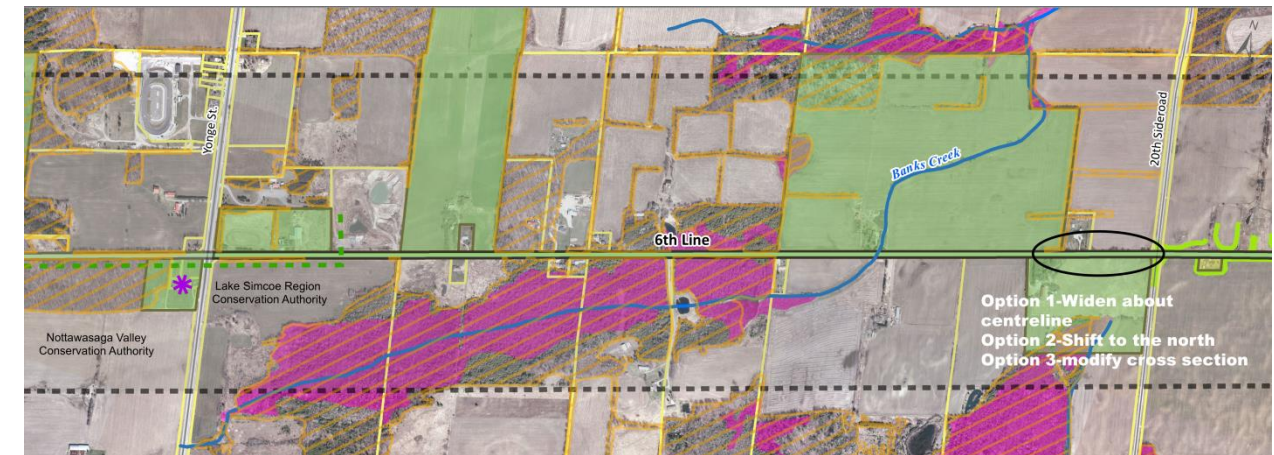 N
Yonge St.
20th Sideroad
Banks Creek
6th Line
Lake Simcoe Region
Conservation Authority
Nottawasaga Valley
Conservation Authority
Option 1-Widen about
centreline
Option 2-Shift to the north
Option 3-modify cross section